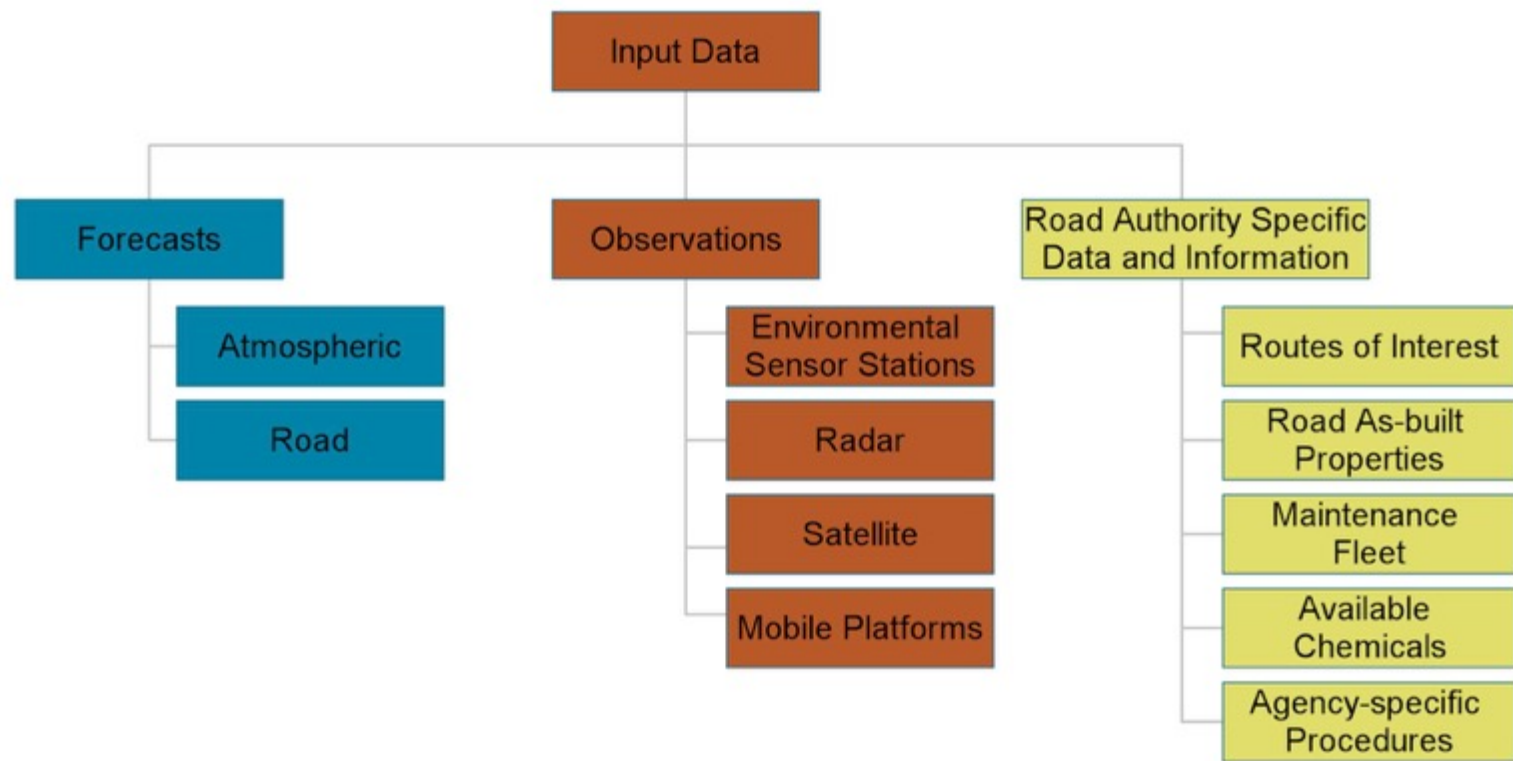 Input Data
Forecasts
Atmospheric
Road
Observations
Environmental
Sensor Stations
Radar
Satellite
Mobile Platforms
Road Authority Specific
Data and Information
Routes of Interest
Road As-built
Properties
Maintenance
Fleet
Available
Chemicals
Agency-specific
Procedures